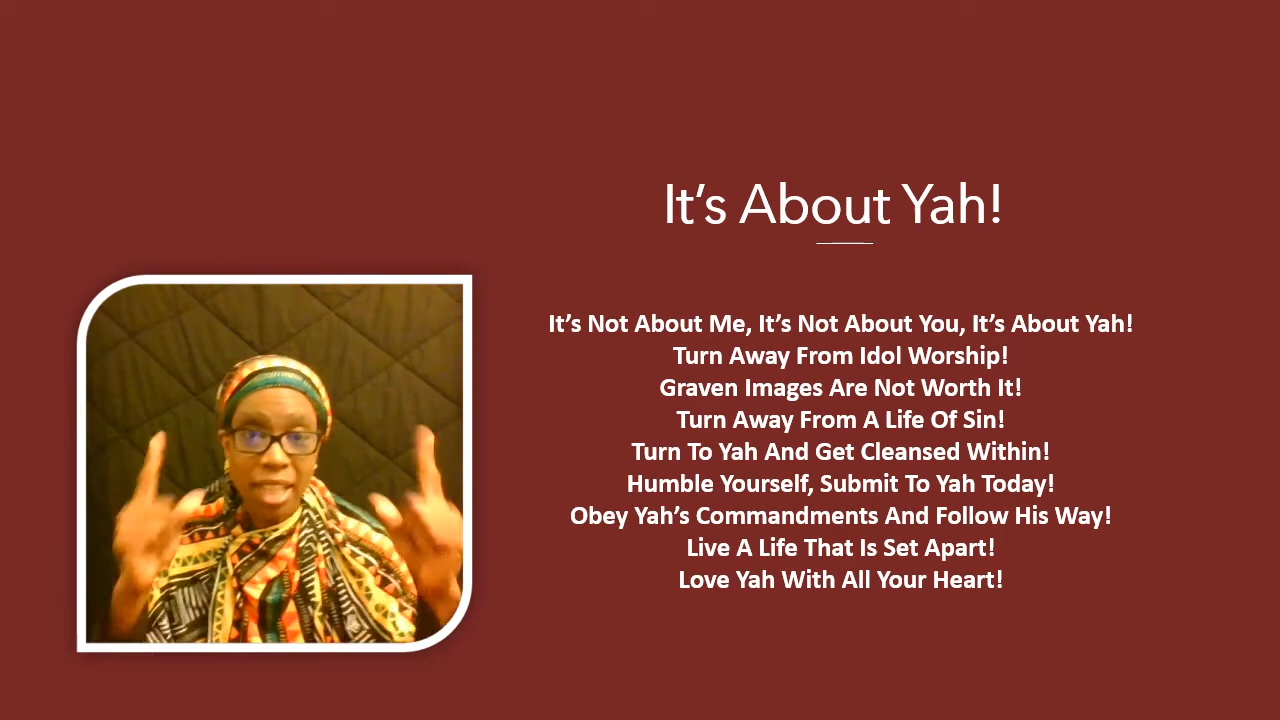 It's About Yah!
It's Not About Me, It's Not About You, It's About Yah!
Turn Away From Idol Worship!
Graven Images Are Not Worth It!
Turn Away From A Life Of Sin!
Turn To Yah And Get Cleansed Within!
Humble Yourself, Submit To Yah Today!
Obey Yah's Commandments And Follow His Way!
Live A Life That Is Set Apart!
Love Yah With All Your Heart!